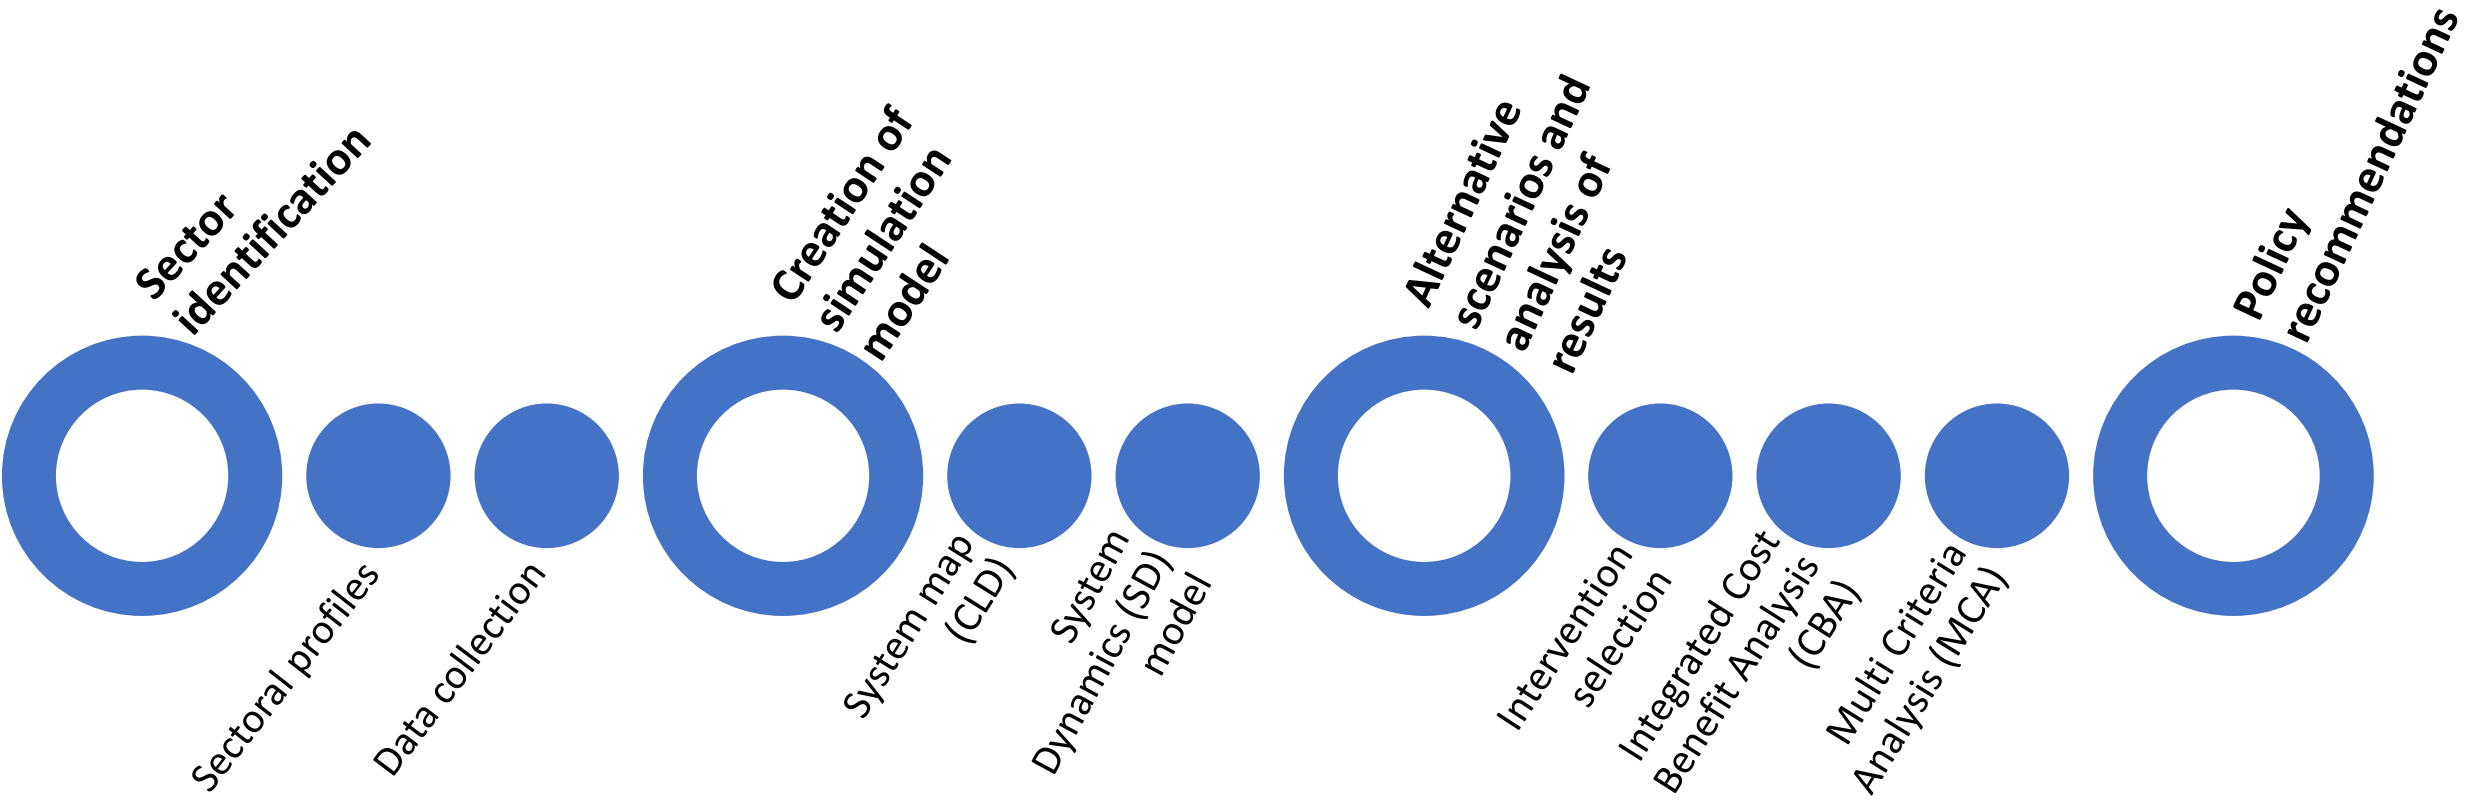 Sector
identification
Sectoral profiles
Data collection
Creation of
simulation
model
System map
(CLD)
System
Dynamics (SD)
model
Alternative
scenarios and
analysis of
results
Intervention
selection
Integrated Cost
Benefit Analysis
(CBA)
Multi Criteria
Analysis (MCA)
Policy
recommendations